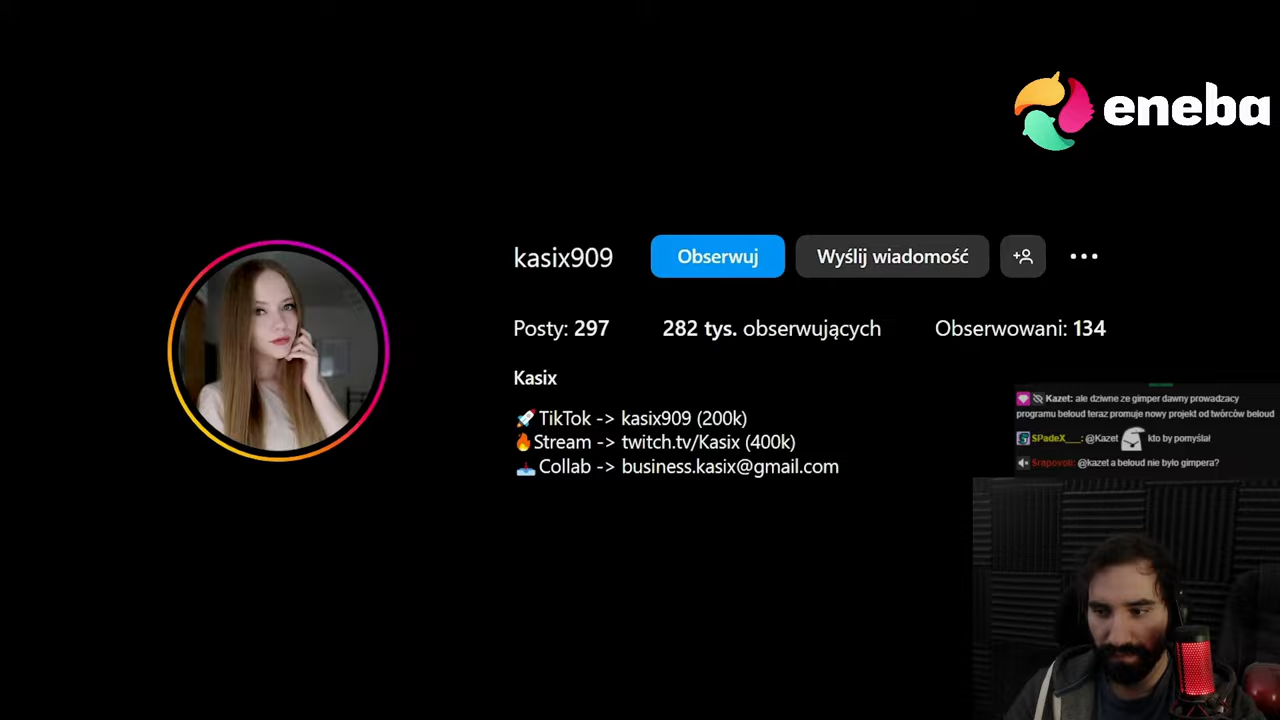 eneba
kasix909 Obserwuj Wyślij wiadomość
Posty: 297 282 tys. obserwujących Obserwowani: 134
Kasix
TikTok -> kasix909 (200k)
Stream -> twitch.tv/Kasix (400k)
Collab -> business.kasix@gmail.com
Kazet: ale dziwne ze gimper dawny prowadzacy
programu beloud teraz promuje nowy projekt od twórców beloud
SPadeX___: @Kazet kto by pomyślał
Srapovoli: @kazet a beloud nie było gimpera?